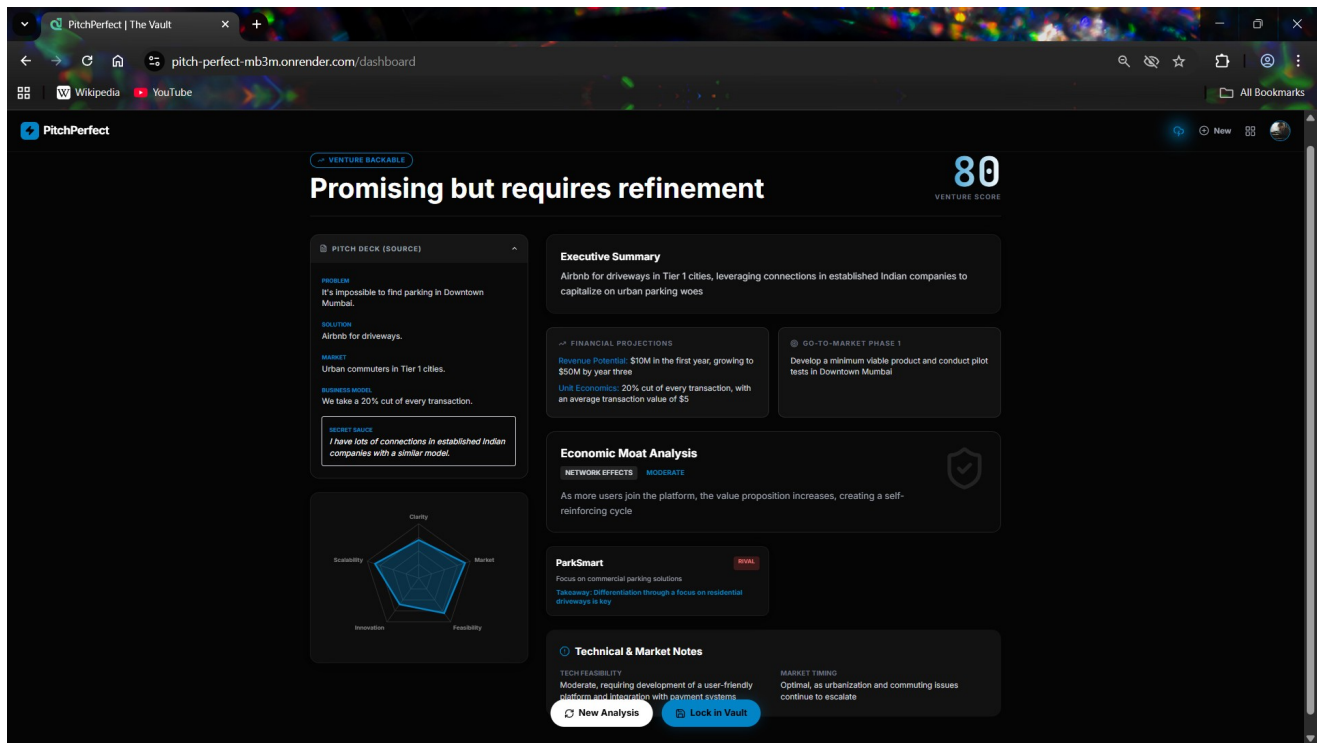 PitchPerfect | The Vault
pitch-perfect-mb3m.onrender.com/dashboard
Wikipedia
YouTube
All Bookmarks
PitchPerfect
New
VENTURE BACKABLE
Promising but requires refinement
80
VENTURE SCORE
PITCH DECK (SOURCE)
PROBLEM
It's impossible to find parking in Downtown
Mumbai.
SOLUTION
Airbnb for driveways.
MARKET
Urban commuters in Tier 1 cities.
BUSINESS MODEL
We take a 20% cut of every transaction.
SECRET SAUCE
I have lots of connections in established Indian
companies with a similar model.
Clarity
Scalability
Market
Innovation
Feasibility
Executive Summary
Airbnb for driveways in Tier 1 cities, leveraging connections in established Indian companies to
capitalize on urban parking woes
FINANCIAL PROJECTIONS
Revenue Potential: $10M in the first year, growing to
$50M by year three
Unit Economics: 20% cut of every transaction, with
an average transaction value of $5
GO-TO-MARKET PHASE 1
Develop a minimum viable product and conduct pilot
tests in Downtown Mumbai
Economic Moat Analysis
NETWORK EFFECTS
MODERATE
As more users join the platform, the value proposition increases, creating a self-
reinforcing cycle
ParkSmart
RIVAL
Focus on commercial parking solutions
Takeaway: Differentiation through a focus on residential
driveways is key
Technical & Market Notes
TECH FEASIBILITY
Moderate, requiring development of a user-friendly
platform and integration with payment systems
MARKET TIMING
Optimal, as urbanization and commuting issues
continue to escalate
New Analysis
Lock in Vault